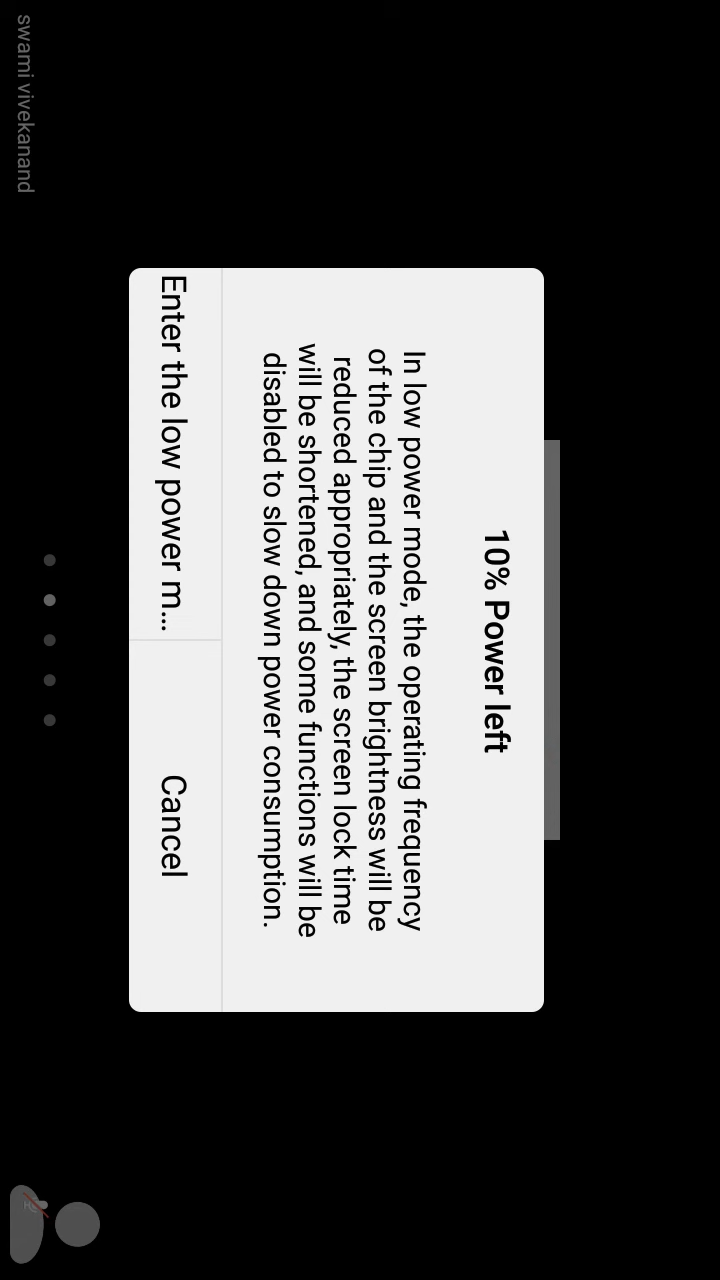 10% Power left
In low power mode, the operating frequency
of the chip and the screen brightness will be
reduced appropriately, the screen lock time
will be shortened, and some functions will be
disabled to slow down power consumption.
Enter the low power m...
Cancel
swami vivekanand